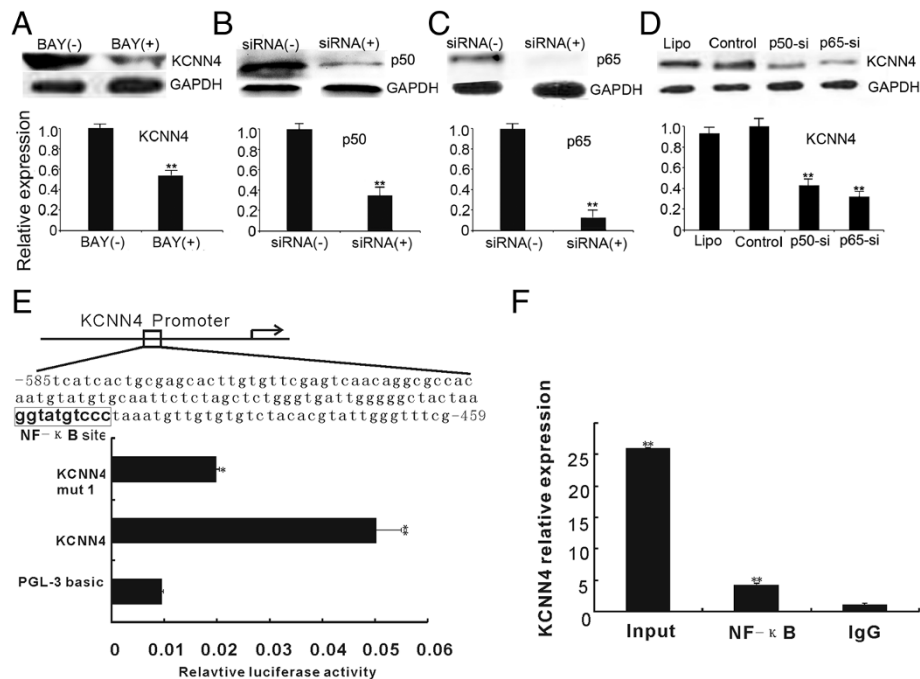 A
BAY(-) BAY(+)
KCNN4
GAPDH
Relative expression
1.0
0.8
0.6
0.4
0.2
0
KCNN4
**
BAY(-) BAY(+)
B
siRNA(-) siRNA(+)
p50
GAPDH
1.0
0.8
0.6
0.4
0.2
0
p50
**
siRNA(-) siRNA(+)
C
siRNA(-) siRNA(+)
p65
GAPDH
1.0
0.8
0.6
0.4
0.2
0
p65
**
siRNA(-) siRNA(+)
D
Lipo Control p50-si p65-si
KCNN4
GAPDH
1.0
0.8
0.6
0.4
0.2
0
KCNN4
** **
Lipo Control p50-si p65-si
E
KCNN4 Promoter
-585tcatcactgcgagcacttgtgttcgagtcaacaggcgccac
aatgtatgtgcaattctctagctctgggtgattgggggctactaa
ggtatgtccctaaatgttgtgtgtctacacgtattgggtttcg-459
NF-κB site
KCNN4
mut 1
*
KCNN4
**
PGL-3 basic
0 0.01 0.02 0.03 0.04 0.05 0.06
Relavtive luciferase activity
F
KCNN4 relative expression
25
20
15
10
5
0
**
**
Input NF-κB IgG